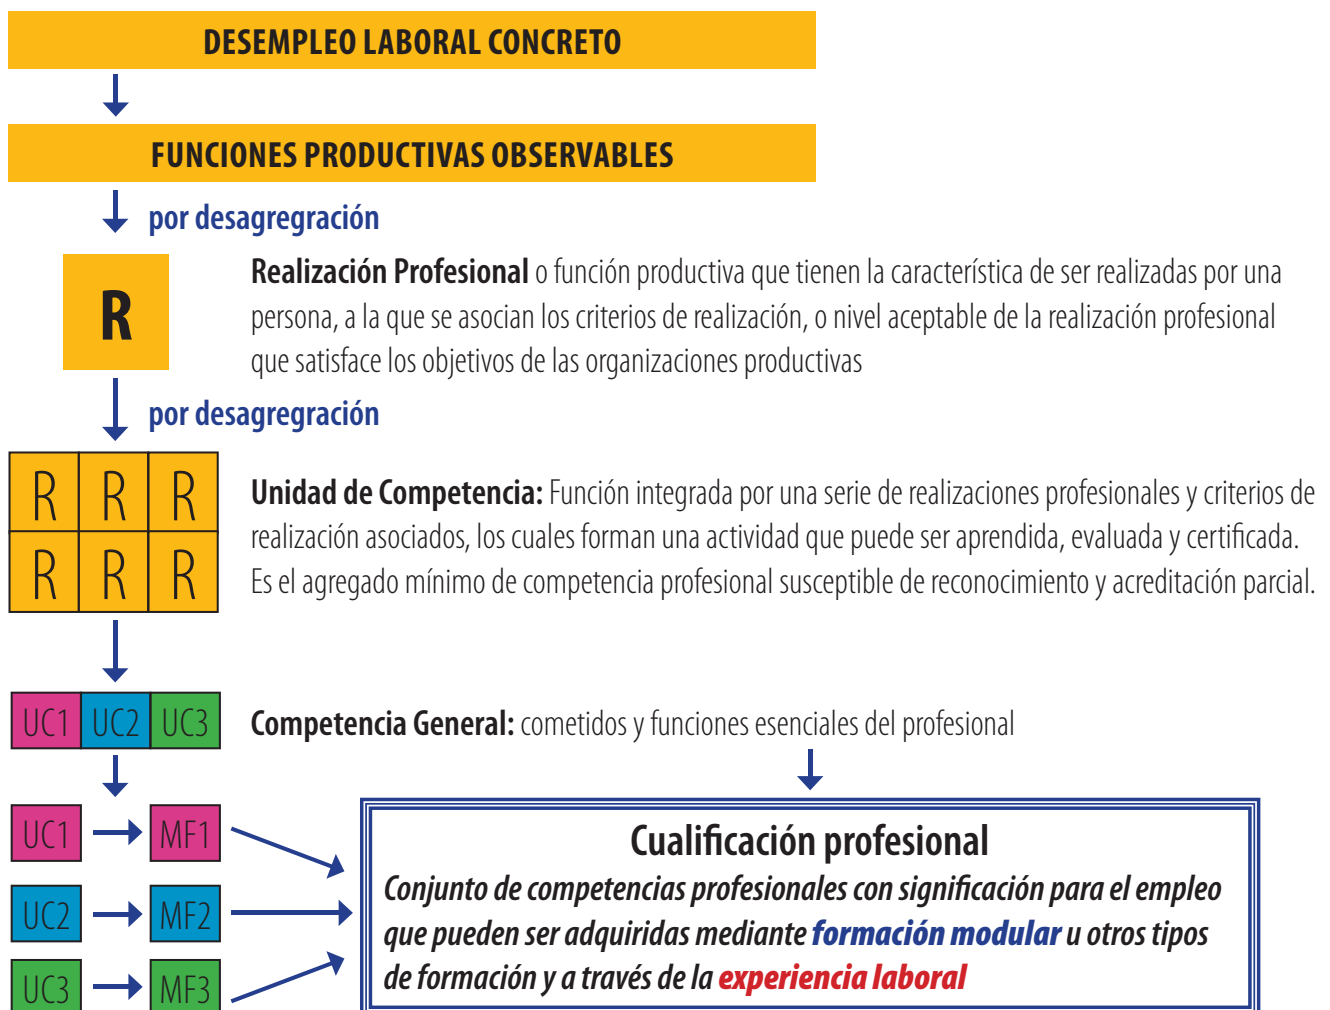 DESEMPLEO LABORAL CONCRETO
FUNCIONES PRODUCTIVAS OBSERVABLES
por desagregración
R
Realización Profesional o función productiva que tienen la característica de ser realizadas por una
persona, a la que se asocian los criterios de realización, o nivel aceptable de la realización profesional
que satisface los objetivos de las organizaciones productivas
por desagregración
R R R
R R R
Unidad de Competencia: Función integrada por una serie de realizaciones profesionales y criterios de
realización asociados, los cuales forman una actividad que puede ser aprendida, evaluada y certificada.
Es el agregado mínimo de competencia profesional susceptible de reconocimiento y acreditación parcial.
UC1 UC2 UC3
Competencia General: cometidos y funciones esenciales del profesional
UC1 MF1
UC2 MF2
UC3 MF3
Cualificación profesional
Conjunto de competencias profesionales con significación para el empleo
que pueden ser adquiridas mediante formación modular u otros tipos
de formación y a través de la experiencia laboral